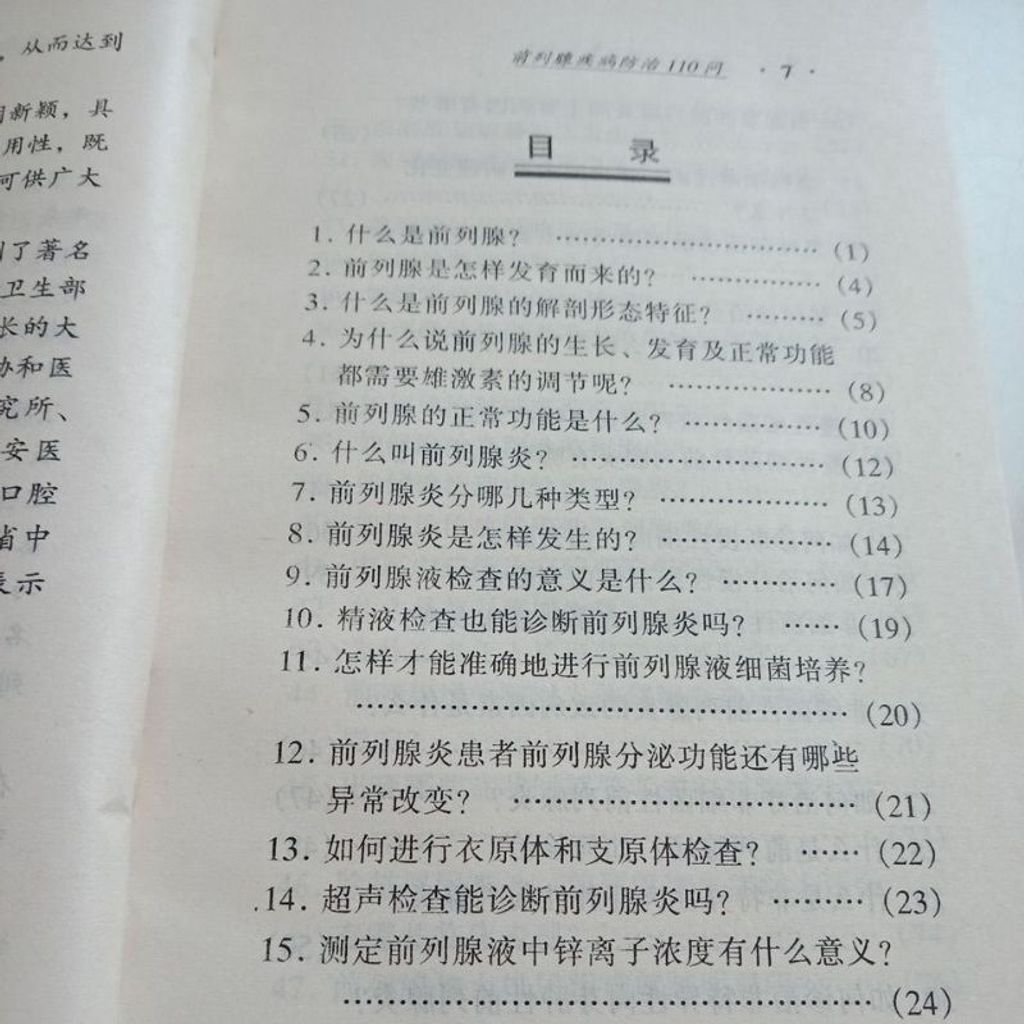 ，从而达到
新颖，具
用性，既
可供广大
了著名
卫生部
长的大
协和医
究所、
安医
口腔
省中
表示
前列腺疾病防治110问 ·7·
目 录
1. 什么是前列腺? ………………………… (1)
2. 前列腺是怎样发育而来的? …………… (4)
3. 什么是前列腺的解剖形态特征? ……… (5)
4. 为什么说前列腺的生长、发育及正常功能
都需要雄激素的调节呢? ……………… (8)
5. 前列腺的正常功能是什么? …………… (10)
6. 什么叫前列腺炎? ……………………… (12)
7. 前列腺炎分哪几种类型? ……………… (13)
8. 前列腺炎是怎样发生的? ……………… (14)
9. 前列腺液检查的意义是什么? ………… (17)
10. 精液检查也能诊断前列腺炎吗? …… (19)
11. 怎样才能准确地进行前列腺液细菌培养?
………………………………………… (20)
12. 前列腺炎患者前列腺分泌功能还有哪些
异常改变? …………………………… (21)
13. 如何进行衣原体和支原体检查? …… (22)
14. 超声检查能诊断前列腺炎吗? ……… (23)
15. 测定前列腺液中锌离子浓度有什么意义?
………………………………………… (24)